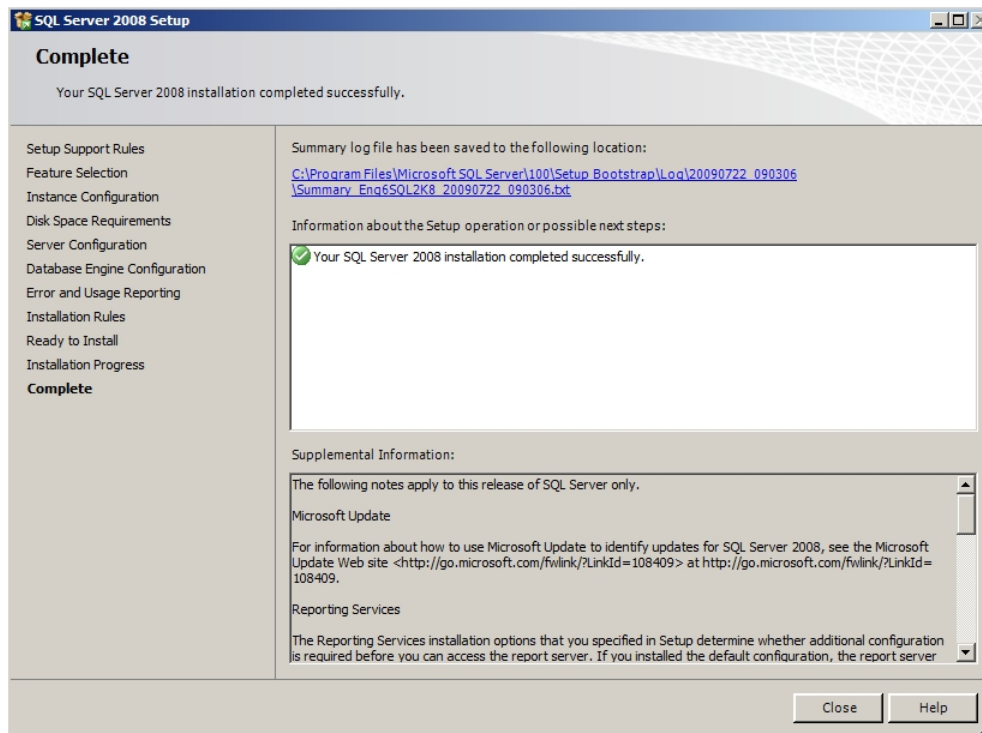 SQL Server 2008 Setup
Complete
Your SQL Server 2008 installation completed successfully.
Setup Support Rules
Feature Selection
Instance Configuration
Disk Space Requirements
Server Configuration
Database Engine Configuration
Error and Usage Reporting
Installation Rules
Ready to Install
Installation Progress
Complete
Summary log file has been saved to the following location:
C:\Program Files\Microsoft SQL Server\100\Setup Bootstrap\Log\20090722_090306
\Summary_Eng6SQL2K8_20090722_090306.txt
Information about the Setup operation or possible next steps:
Your SQL Server 2008 installation completed successfully.
Supplemental Information:
The following notes apply to this release of SQL Server only.
Microsoft Update
For information about how to use Microsoft Update to identify updates for SQL Server 2008, see the Microsoft
Update Web site <http://go.microsoft.com/fwlink/?LinkId=108409> at http://go.microsoft.com/fwlink/?LinkId=
108409.
Reporting Services
The Reporting Services installation options that you specified in Setup determine whether additional configuration
is required before you can access the report server. If you installed the default configuration, the report server
Close
Help